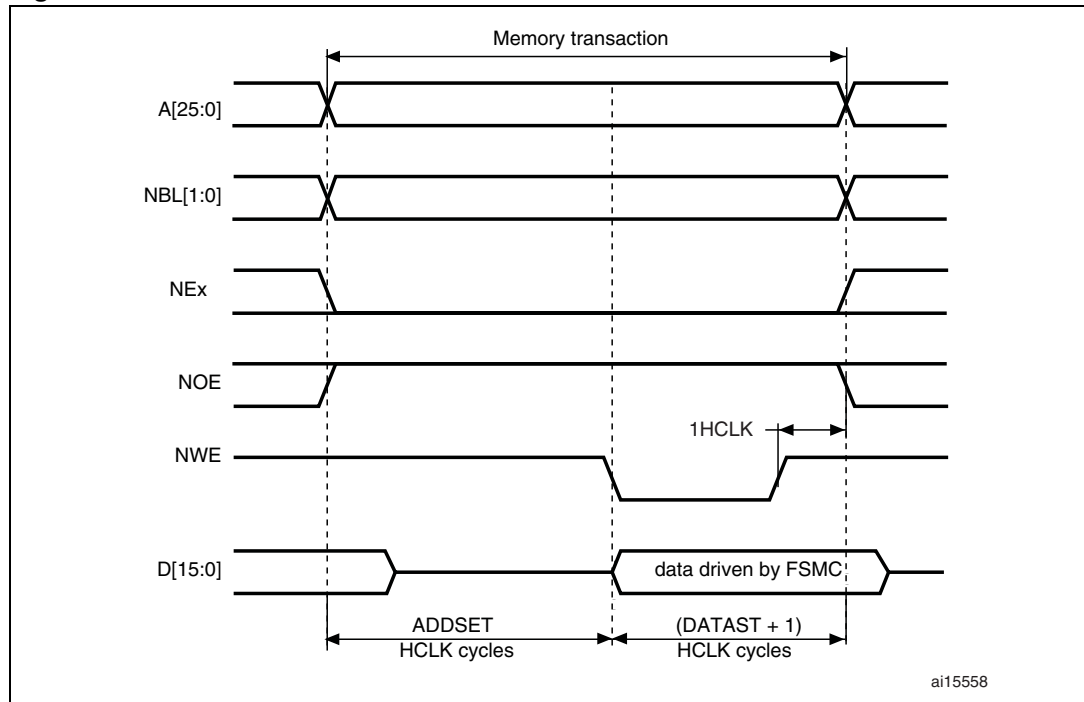 Memory transaction
A[25:0]
NBL[1:0]
NEx
NOE
1HCLK
NWE
D[15:0]
data driven by FSMC
ADDSET
HCLK cycles
(DATAST + 1)
HCLK cycles
ai15558